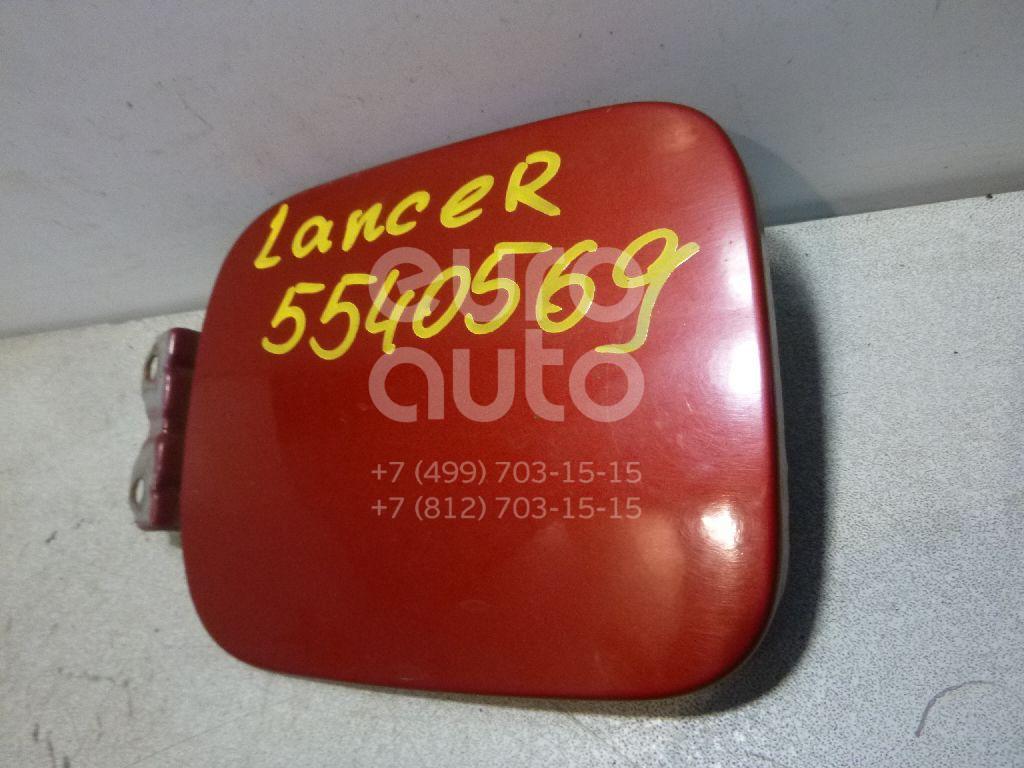 LanceR
5540569
euro
auto
+7 (499) 703-15-15
+7 (812) 703-15-15